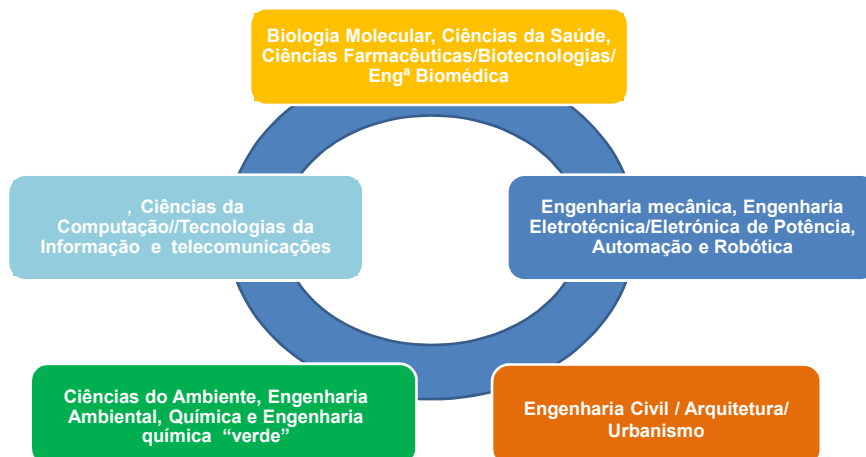 Biologia Molecular, Ciências da Saúde,
Ciências Farmacêuticas/Biotecnologias/
Engª Biomédica
, Ciências da
Computação//Tecnologias da
Informação e telecomunicações
Engenharia mecânica, Engenharia
Eletrotécnica/Eletrónica de Potência,
Automação e Robótica
Ciências do Ambiente, Engenharia
Ambiental, Química e Engenharia
química “verde”
Engenharia Civil / Arquitetura/
Urbanismo